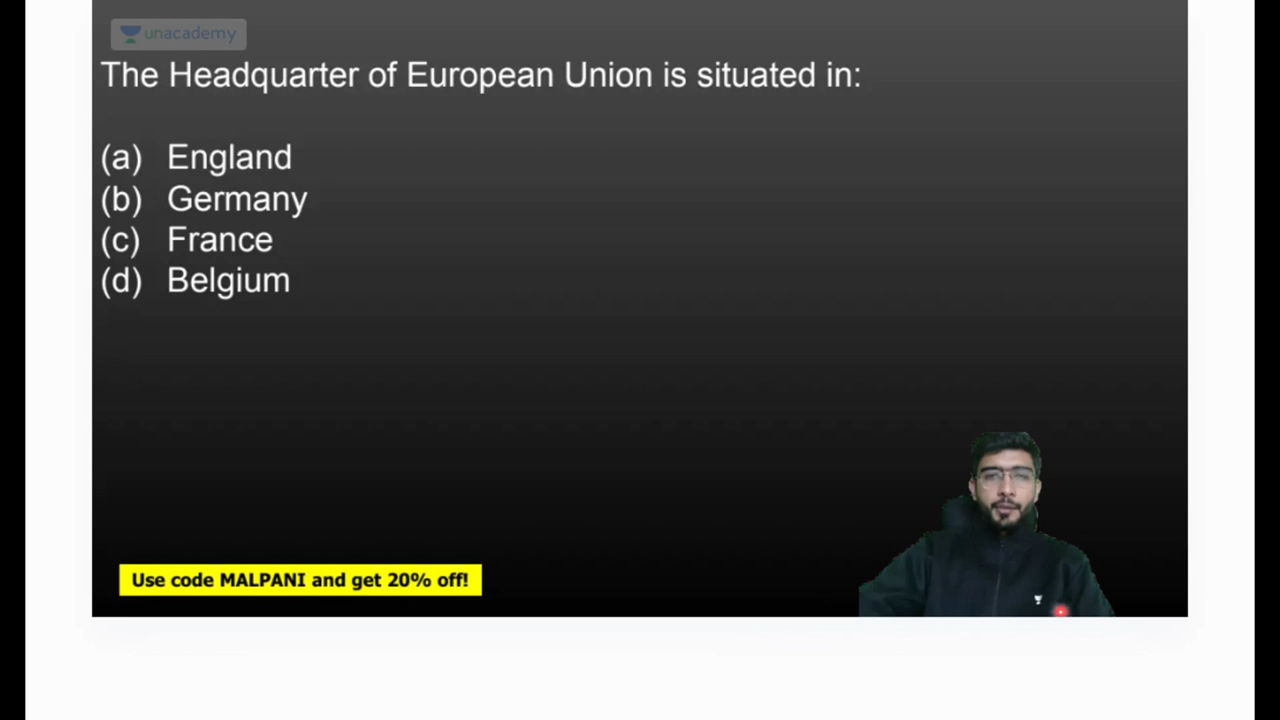 unacademy
The Headquarter of European Union is situated in:
(a) England
(b) Germany
(c) France
(d) Belgium
Use code MALPANI and get 20% off!